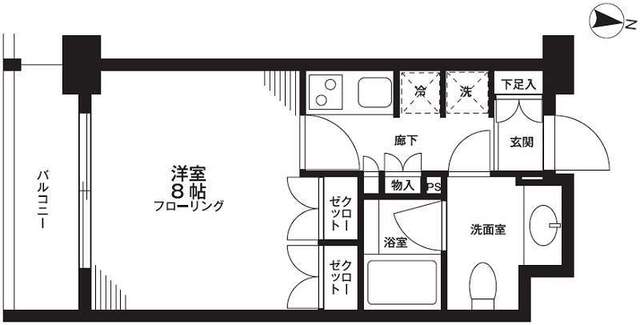 N
冷
洗
下足入
廊下
玄関
バルコニー
洋室
8帖
フローリング
物入
PS
クロー
ゼット
浴室
洗面室
クロー
ゼット